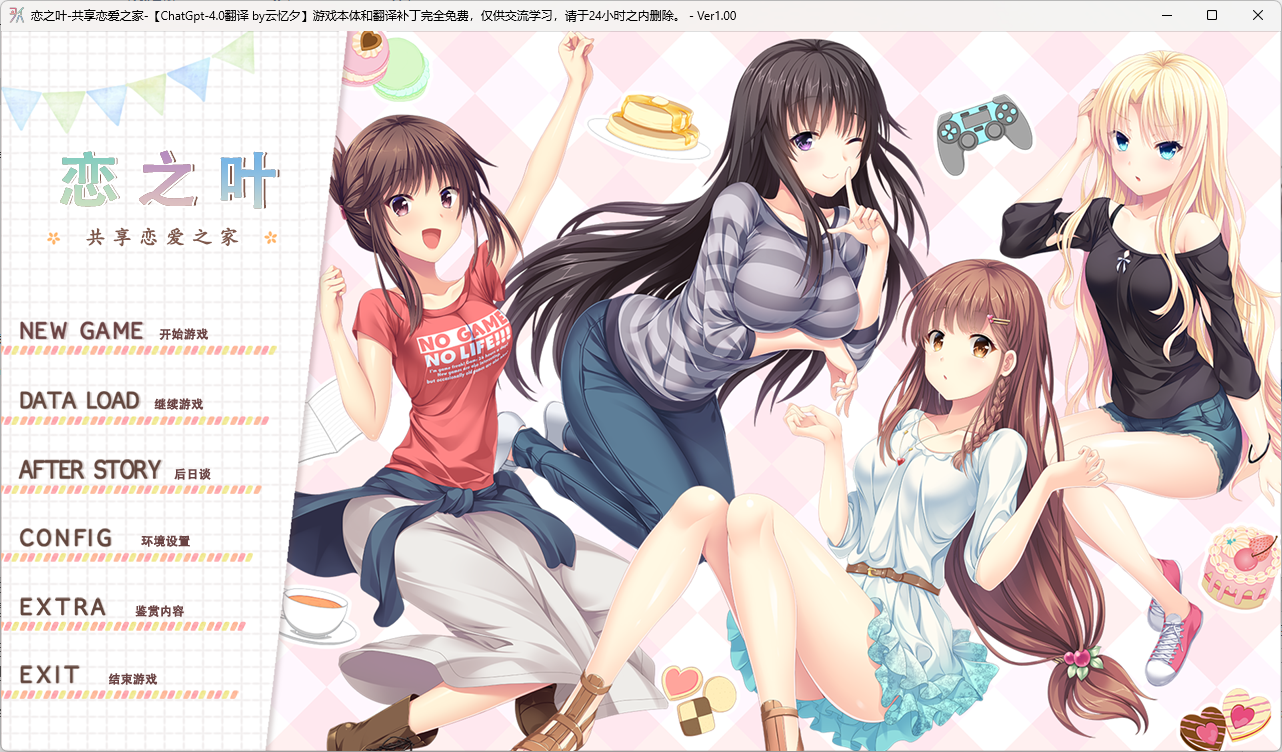 恋之叶-共享恋爱之家-【ChatGpt-4.0翻译 by云忆夕】游戏本体和翻译补丁完全免费，仅供交流学习，请于24小时之内删除。 - Ver1.00
恋之叶
共享恋爱之家
NEW GAME 开始游戏
DATA LOAD 继续游戏
AFTER STORY 后日谈
CONFIG 环境设置
EXTRA 鉴赏内容
EXIT 结束游戏
NO GAME
NO LIFE!!!